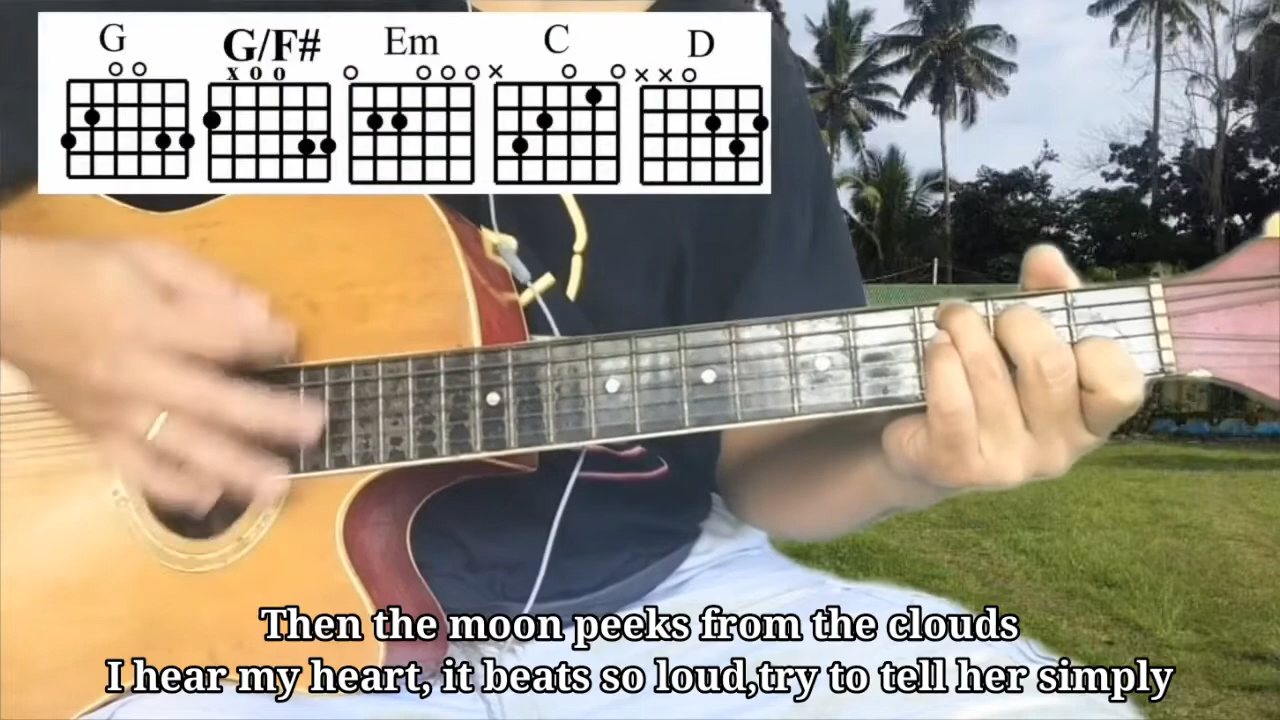 G G/F# Em C D
Then the moon peeks from the clouds
I hear my heart, it beats so loud,try to tell her simply